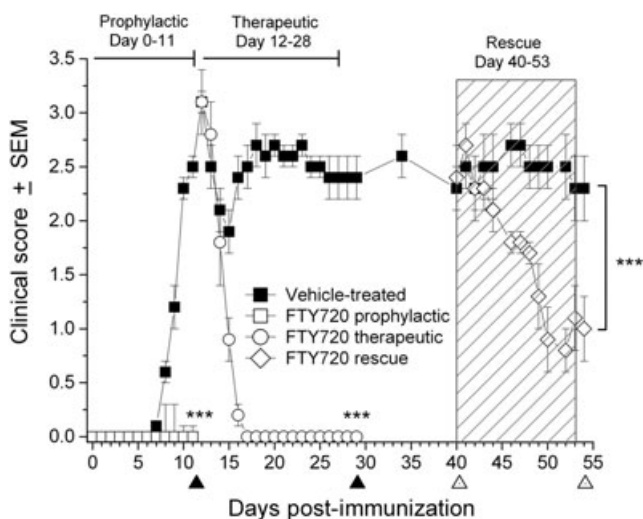 Prophylactic
Day 0-11
Therapeutic
Day 12-28
Rescue
Day 40-53
3.5
3.0
2.5
2.0
1.5
1.0
0.5
0.0
Clinical score ± SEM
Vehicle-treated
FTY720 prophylactic
FTY720 therapeutic
FTY720 rescue
***
***
***
0 5 10 15 20 25 30 35 40 45 50 55
Days post-immunization